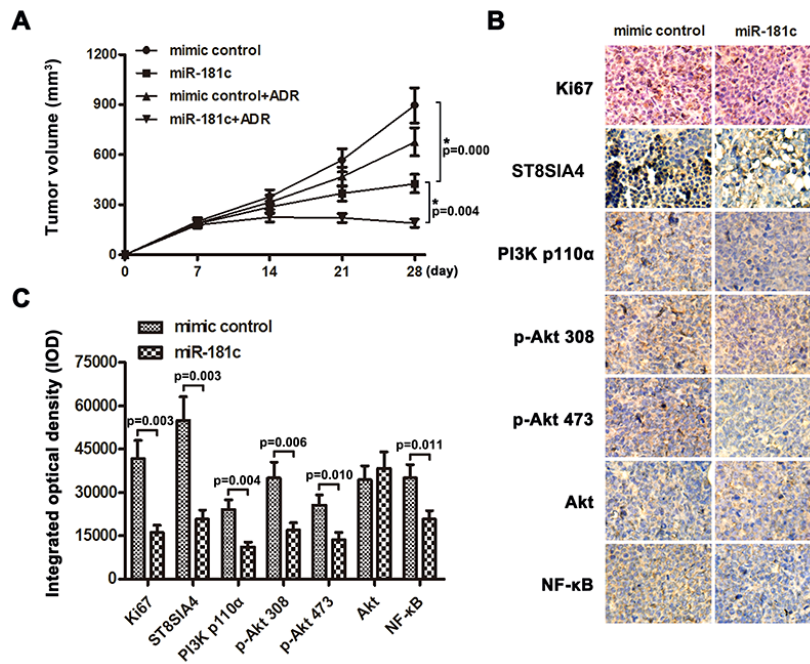 A
Tumor volume (mm³)
1200
900
600
300
0
mimic control
miR-181c
mimic control+ADR
miR-181c+ADR
*
p=0.000
*
p=0.004
0 7 14 21 28 (day)
B
mimic control miR-181c
Ki67
ST8SIA4
PI3K p110α
p-Akt 308
p-Akt 473
Akt
NF-κB
C
Integrated optical density (IOD)
mimic control
miR-181c
75000
60000
45000
30000
15000
0
p=0.003
p=0.003
p=0.004
p=0.006
p=0.010
p=0.011
Ki67
ST8SIA4
PI3K p110α
p-Akt 308
p-Akt 473
Akt
NF-κB